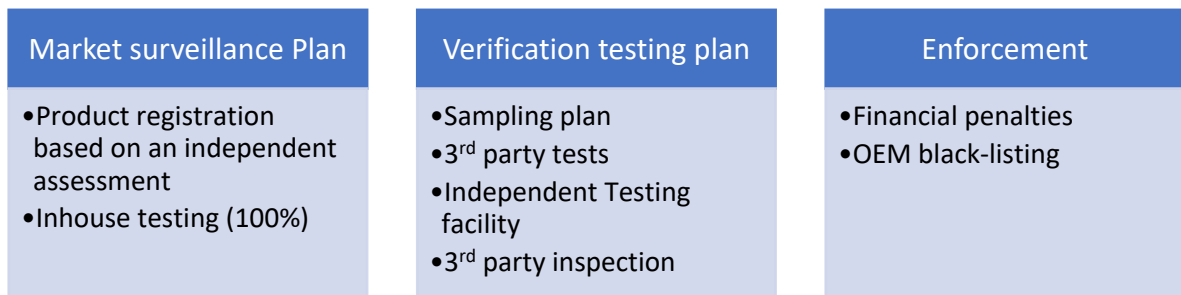 Market surveillance Plan
•Product registration
based on an independent
assessment
•Inhouse testing (100%)
Verification testing plan
•Sampling plan
•3rd party tests
•Independent Testing
facility
•3rd party inspection
Enforcement
•Financial penalties
•OEM black-listing